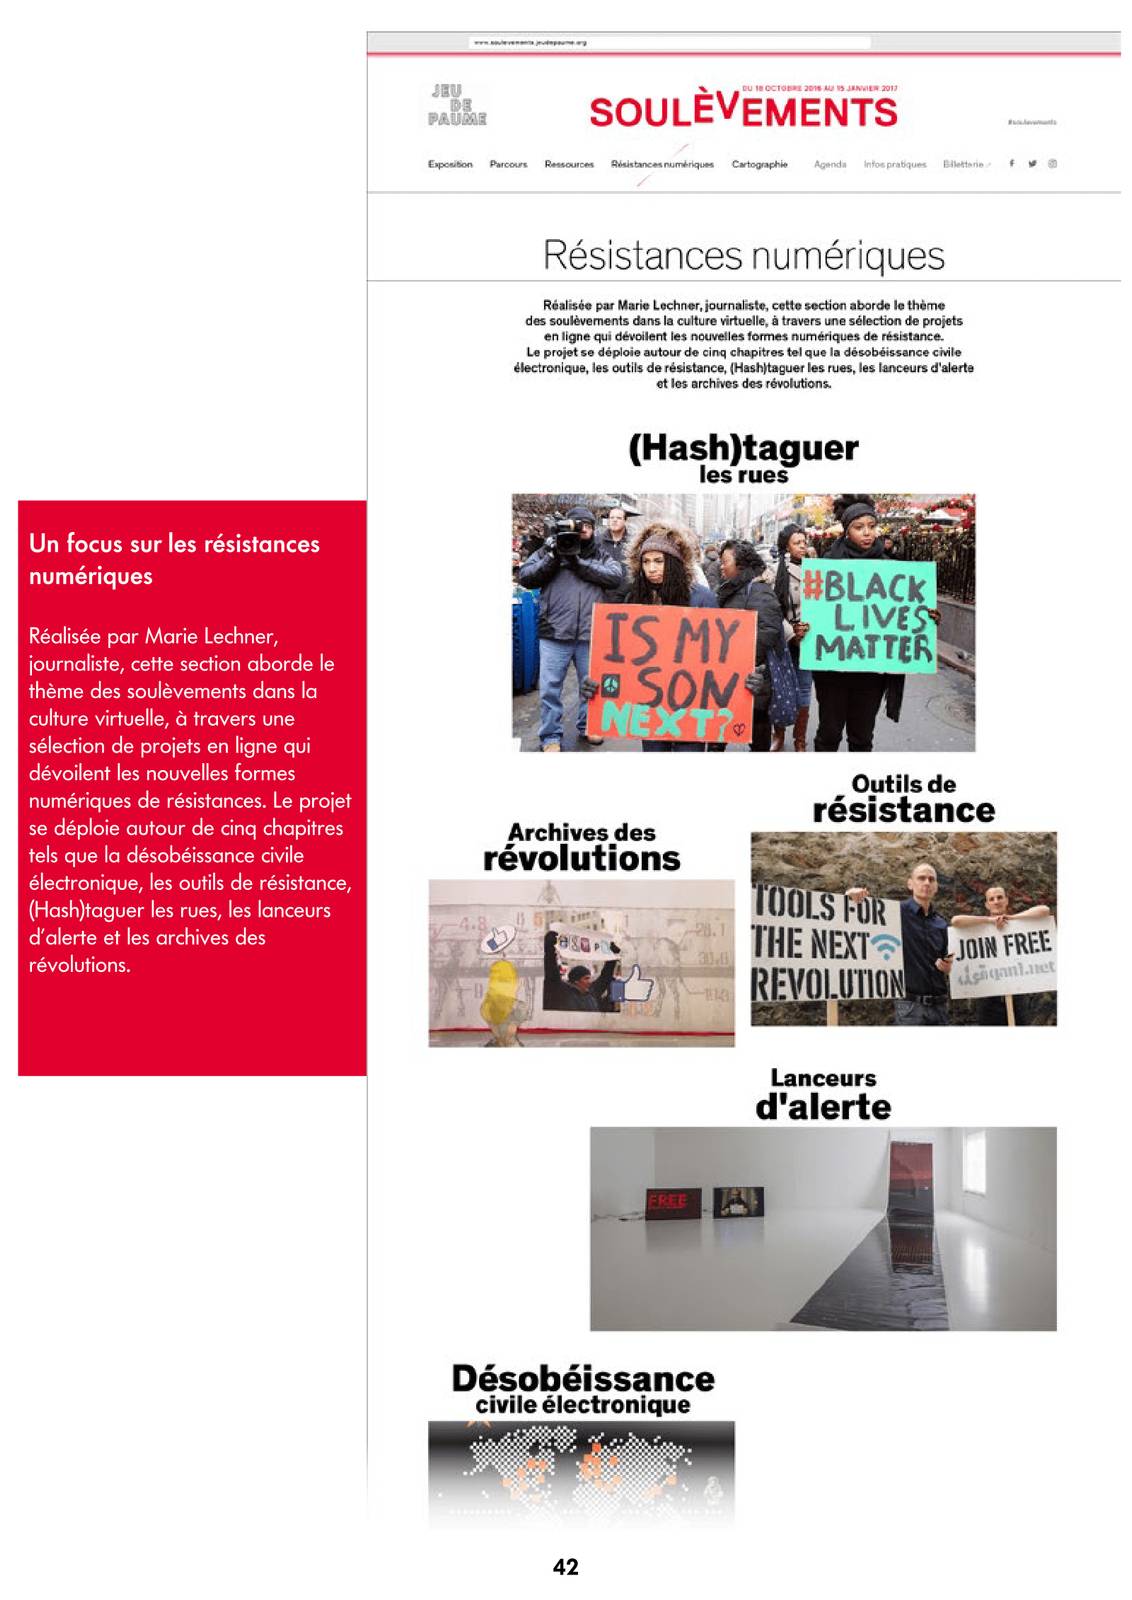 www.soulevements.jeudepaume.org
JEU
DE
PAUME
DU 18 OCTOBRE 2016 AU 15 JANVIER 2017
SOULÈVEMENTS
#soulevements
Exposition Parcours Ressources Résistances numériques Cartographie Agenda Infos pratiques Billetterie
Résistances numériques
Réalisée par Marie Lechner, journaliste, cette section aborde le thème
des soulèvements dans la culture virtuelle, à travers une sélection de projets
en ligne qui dévoilent les nouvelles formes numériques de résistance.
Le projet se déploie autour de cinq chapitres tel que la désobéissance civile
électronique, les outils de résistance, (Hash)taguer les rues, les lanceurs d'alerte
et les archives des révolutions.
(Hash)taguer
les rues
IS MY
SON
NEXT?
#BLACK
LIVES
MATTER
Un focus sur les résistances
numériques
Réalisée par Marie Lechner,
journaliste, cette section aborde le
thème des soulèvements dans la
culture virtuelle, à travers une
sélection de projets en ligne qui
dévoilent les nouvelles formes
numériques de résistances. Le projet
se déploie autour de cinq chapitres
tels que la désobéissance civile
électronique, les outils de résistance,
(Hash)taguer les rues, les lanceurs
d'alerte et les archives des
révolutions.
Outils de
résistance
TOOLS FOR
THE NEXT
REVOLUTION
JOIN FREE
Archives des
révolutions
Lanceurs
d'alerte
FREE
Désobéissance
civile électronique
42